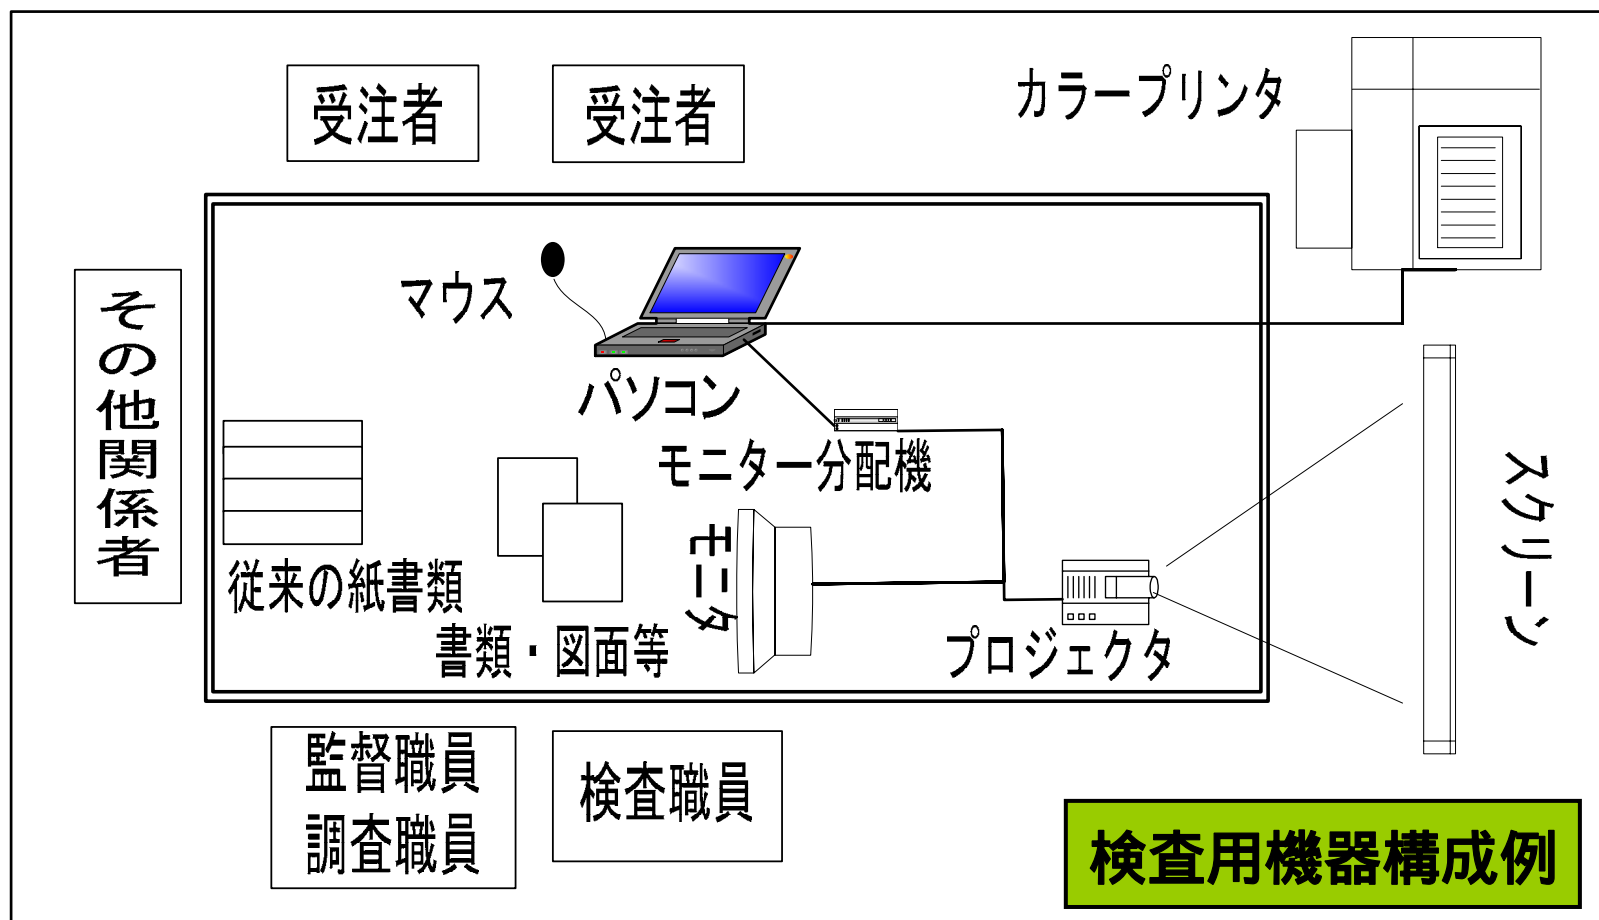 受注者
受注者
カラープリンタ
マウス
その他関係者
パソコン
モニター分配機
スクリーン
モニタ
従来の紙書類
書類・図面等
プロジェクタ
監督職員
調査職員
検査職員
検査用機器構成例